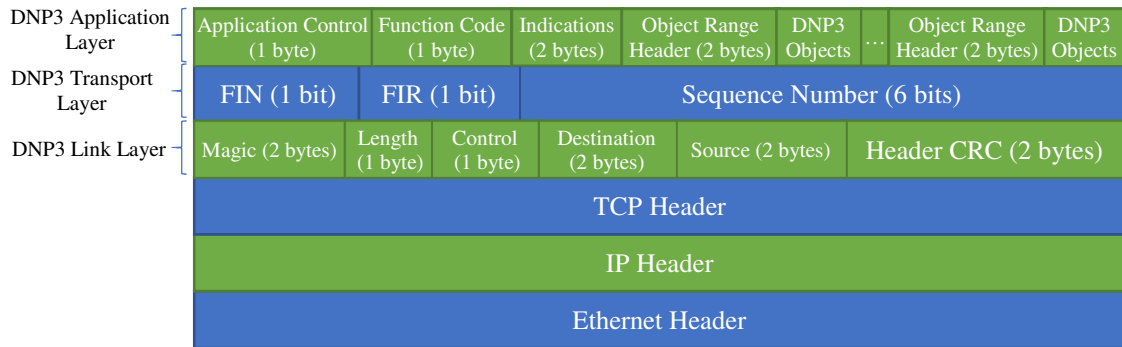 DNP3 Application
Layer
Application Control
(1 byte)
Function Code
(1 byte)
Indications
(2 bytes)
Object Range
Header (2 bytes)
DNP3
Objects
...
Object Range
Header (2 bytes)
DNP3
Objects
DNP3 Transport
Layer
FIN (1 bit)
FIR (1 bit)
Sequence Number (6 bits)
DNP3 Link Layer
Magic (2 bytes)
Length
(1 byte)
Control
(1 byte)
Destination
(2 bytes)
Source (2 bytes)
Header CRC (2 bytes)
TCP Header
IP Header
Ethernet Header